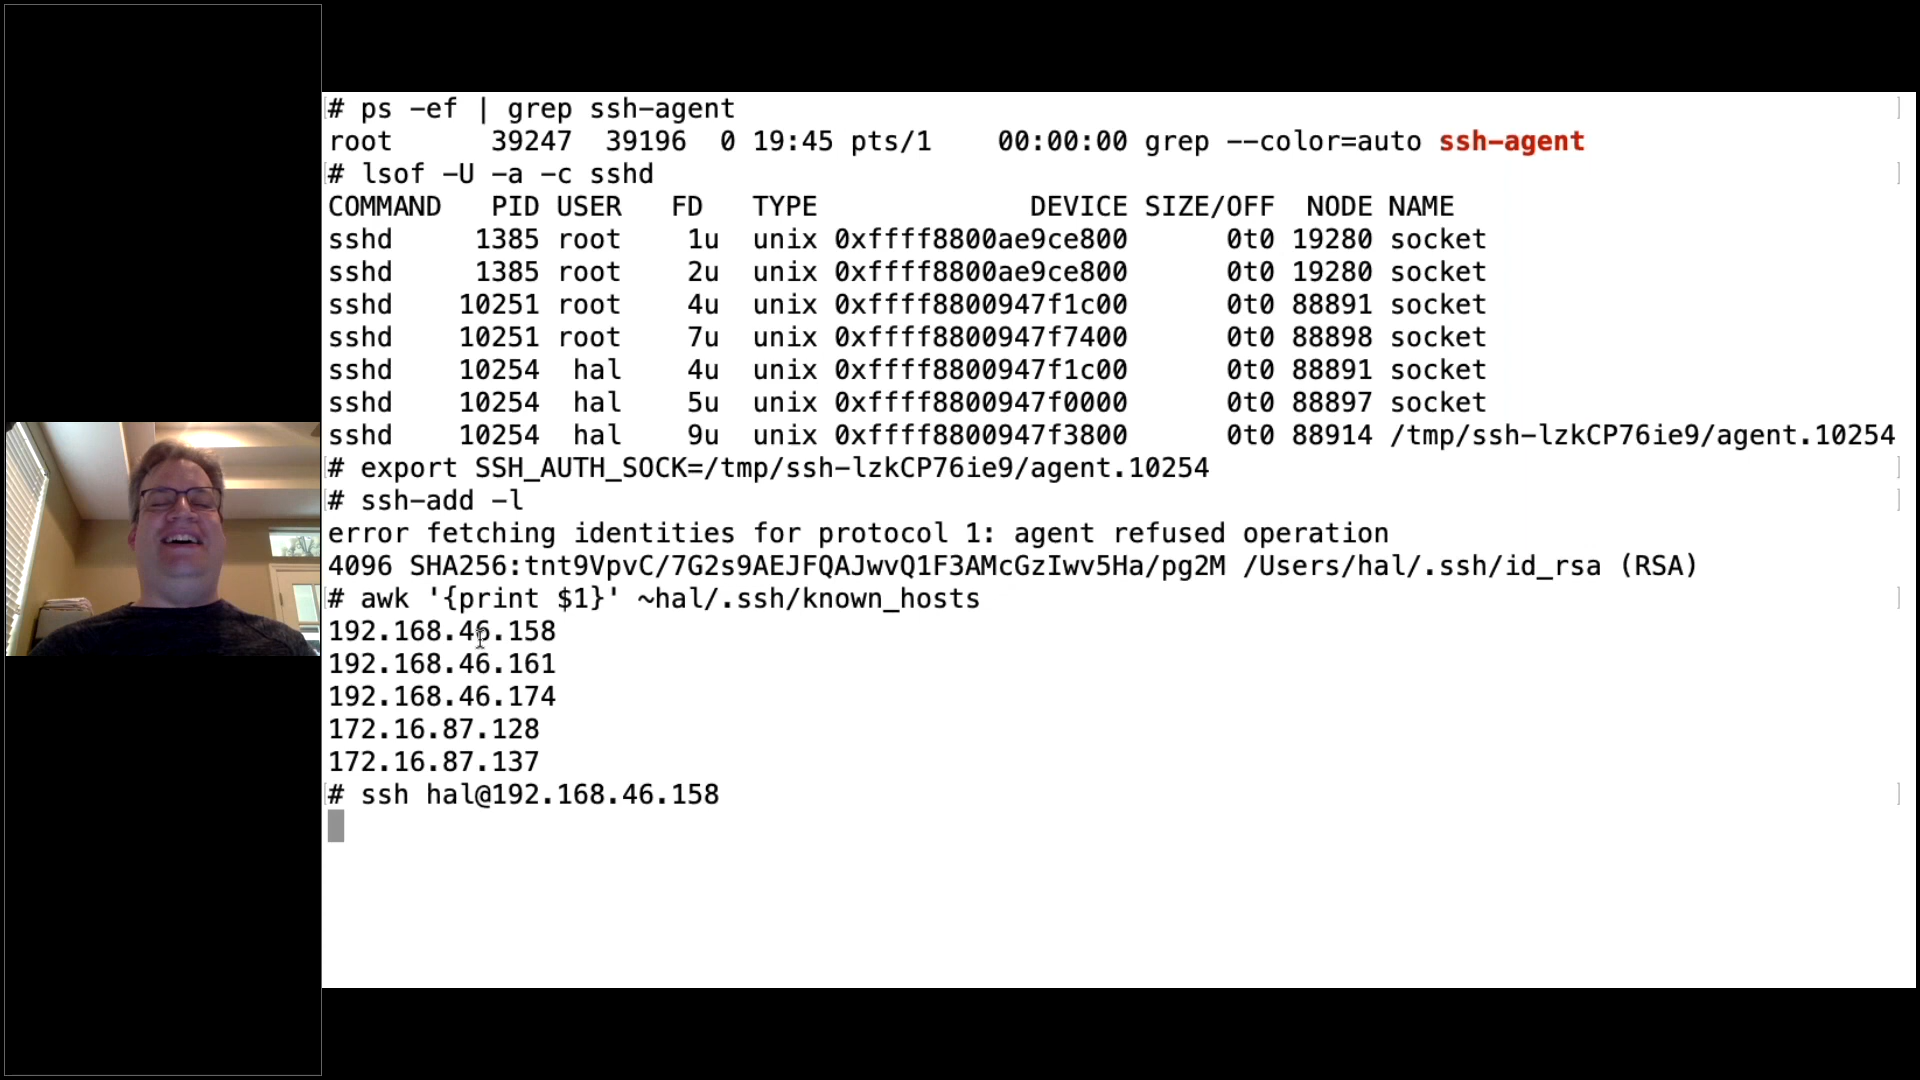 # ps -ef | grep ssh-agent
root      39247  39196  0 19:45 pts/1    00:00:00 grep --color=auto ssh-agent
# lsof -U -a -c sshd
COMMAND   PID USER   FD   TYPE             DEVICE SIZE/OFF  NODE NAME
sshd     1385 root    1u  unix 0xffff8800ae9ce800      0t0 19280 socket
sshd     1385 root    2u  unix 0xffff8800ae9ce800      0t0 19280 socket
sshd    10251 root    4u  unix 0xffff8800947f1c00      0t0 88891 socket
sshd    10251 root    7u  unix 0xffff8800947f7400      0t0 88898 socket
sshd    10254  hal    4u  unix 0xffff8800947f1c00      0t0 88891 socket
sshd    10254  hal    5u  unix 0xffff8800947f0000      0t0 88897 socket
sshd    10254  hal    9u  unix 0xffff8800947f3800      0t0 88914 /tmp/ssh-lzkCP76ie9/agent.10254
# export SSH_AUTH_SOCK=/tmp/ssh-lzkCP76ie9/agent.10254
# ssh-add -l
error fetching identities for protocol 1: agent refused operation
4096 SHA256:tnt9VpvC/7G2s9AEJFQAJwvQ1F3AMcGzIwv5Ha/pg2M /Users/hal/.ssh/id_rsa (RSA)
# awk '{print $1}' ~hal/.ssh/known_hosts
192.168.46.158
192.168.46.161
192.168.46.174
172.16.87.128
172.16.87.137
# ssh hal@192.168.46.158